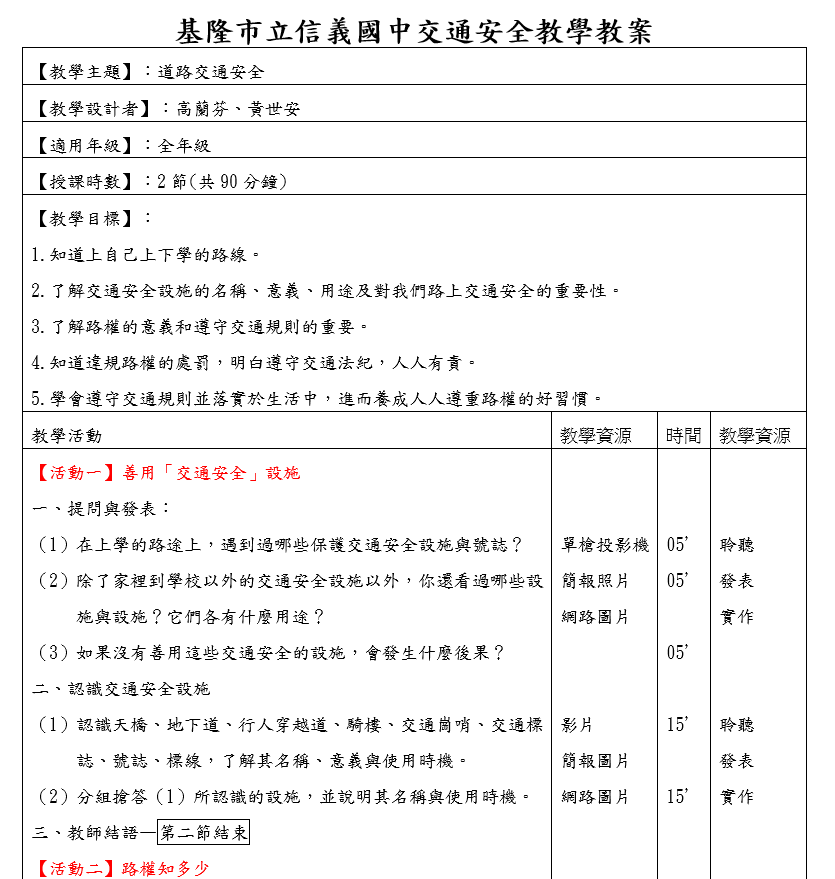 基隆市立信義國中交通安全教學教案
【教學主題】：道路交通安全
【教學設計者】：高蘭芬、黃世安
【適用年級】：全年級
【授課時數】：2節(共90分鐘)
【教學目標】：
1.知道上自己上下學的路線。
2.了解交通安全設施的名稱、意義、用途及對我們路上交通安全的重要性。
3.了解路權的意義和遵守交通規則的重要。
4.知道違規路權的處罰，明白遵守交通法紀，人人有責。
5.學會遵守交通規則並落實於生活中，進而養成人人遵重路權的好習慣。
教學活動 教學資源 時間 教學資源
【活動一】善用「交通安全」設施
一、提問與發表：
（1）在上學的路途上，遇到過哪些保護交通安全設施與號誌？ 單槍投影機 05’ 聆聽
（2）除了家裡到學校以外的交通安全設施以外，你還看過哪些設 簡報照片 05’ 發表
施與設施？它們各有什麼用途？ 網路圖片 實作
（3）如果沒有善用這些交通安全的設施，會發生什麼後果？ 05’
二、認識交通安全設施
（1）認識天橋、地下道、行人穿越道、騎樓、交通崗哨、交通標 影片 15’ 聆聽
誌、號誌、標線，了解其名稱、意義與使用時機。 簡報圖片 發表
（2）分組搶答（1）所認識的設施，並說明其名稱與使用時機。 網路圖片 15’ 實作
三、教師結語—第二節結束
【活動二】路權知多少